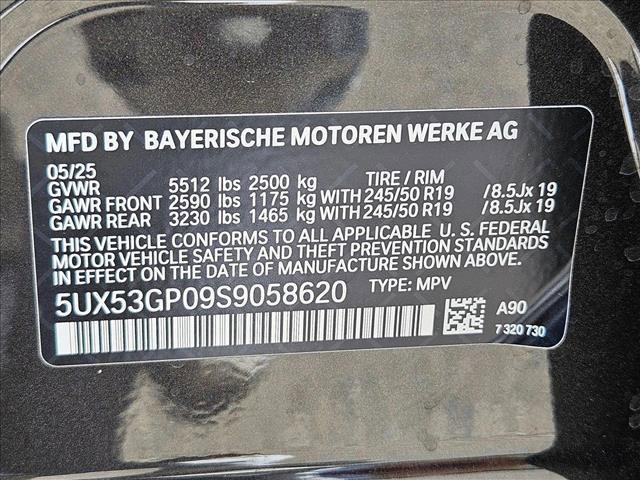 MFD BY BAYERISCHE MOTOREN WERKE AG
05/25
GVWR 5512 lbs 2500 kg TIRE / RIM
GAWR FRONT 2590 lbs 1175 kg WITH 245/50 R19 /8.5Jx 19
GAWR REAR 3230 lbs 1465 kg WITH 245/50 R19 /8.5Jx 19
THIS VEHICLE CONFORMS TO ALL APPLICABLE U. S. FEDERAL
MOTOR VEHICLE SAFETY AND THEFT PREVENTION STANDARDS
IN EFFECT ON THE DATE OF MANUFACTURE SHOWN ABOVE.
5UX53GP09S9058620 TYPE: MPV
A90
7 320 730